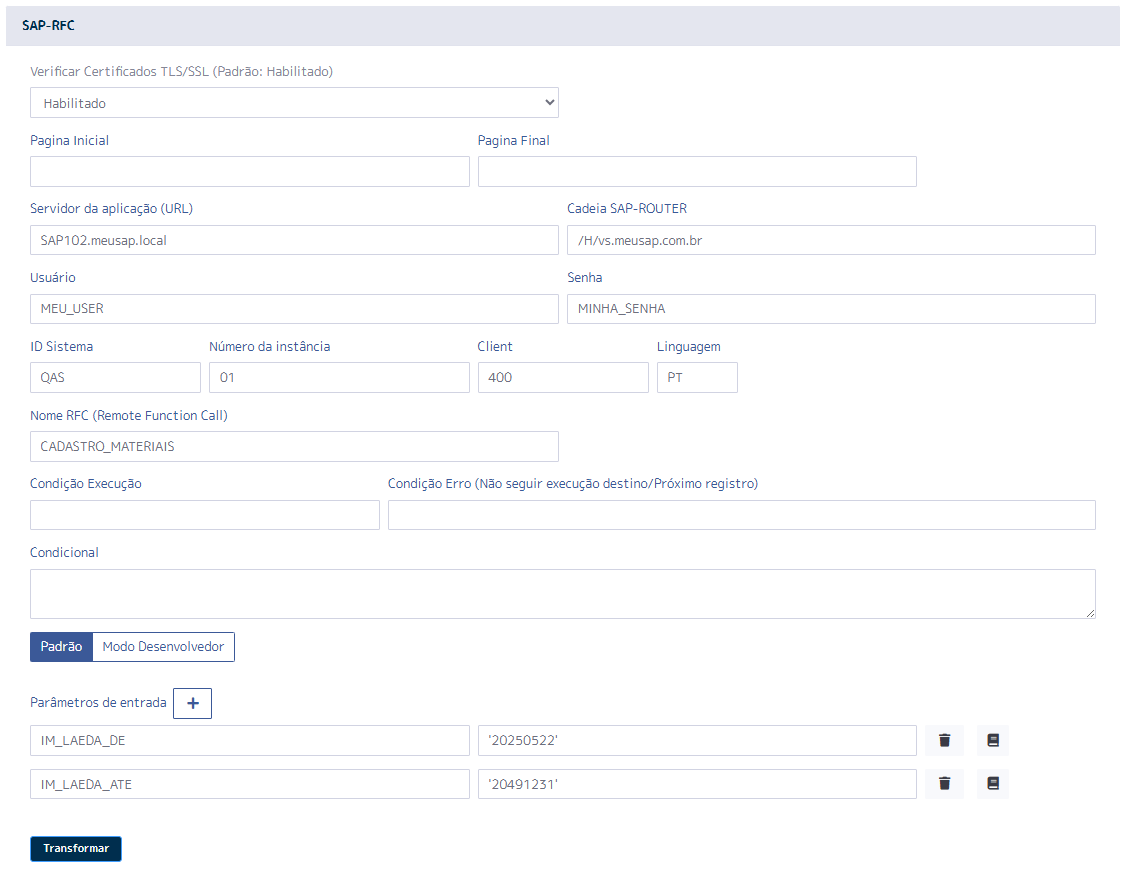 SAP-RFC
Verificar Certificados TLS/SSL (Padrão: Habilitado)
Habilitado
Pagina Inicial Pagina Final
Servidor da aplicação (URL) Cadeia SAP-ROUTER
SAP102.meusap.local /H/vs.meusap.com.br
Usuário Senha
MEU_USER MINHA_SENHA
ID Sistema Número da instância Client Linguagem
QAS 01 400 PT
Nome RFC (Remote Function Call)
CADASTRO_MATERIAIS
Condição Execução Condição Erro (Não seguir execução destino/Próximo registro)
Condicional
Padrão Modo Desenvolvedor
Parâmetros de entrada +
IM_LAEDA_DE '20250522'
IM_LAEDA_ATE '20491231'
Transformar